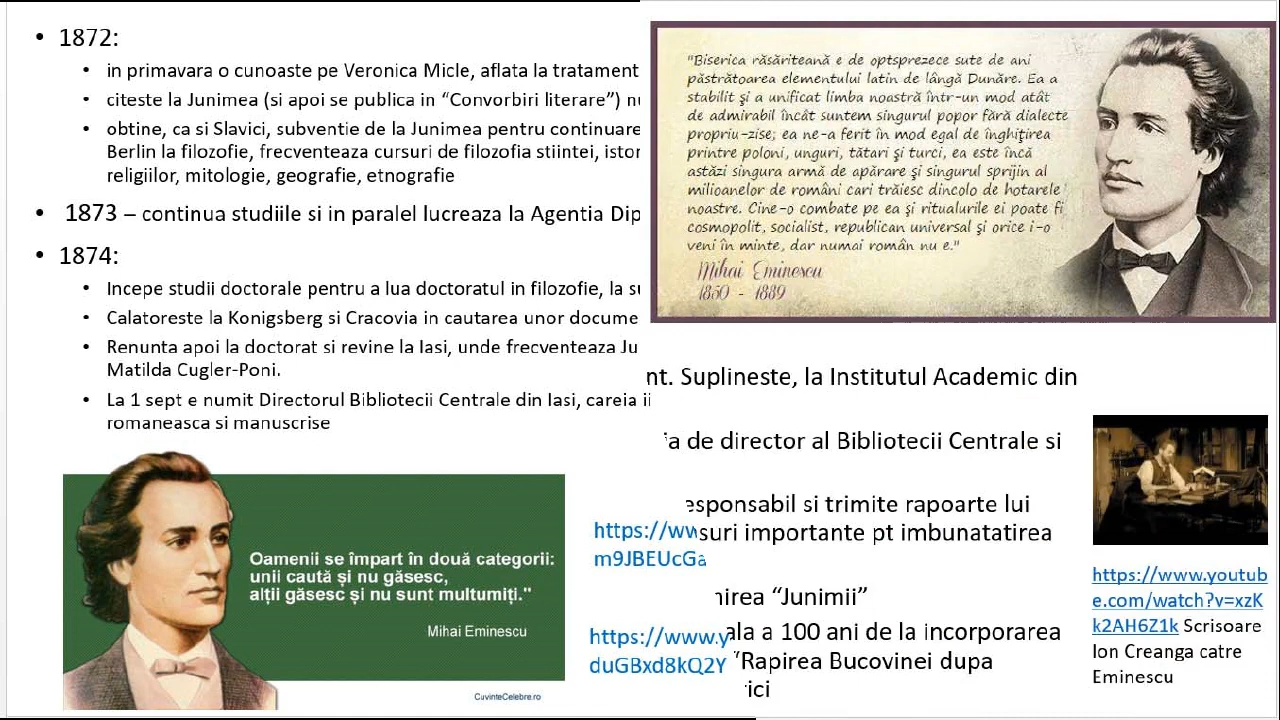 • 1872:
• in primavara o cunoaste pe Veronica Micle, aflata la tratament
• citeste la Junimea (si apoi se publica in “Convorbiri literare”)
• obtine, ca si Slavici, subventie de la Junimea pentru continuare
Berlin la filozofie, frecventeaza cursuri de filozofia stiintei,
religiilor, mitologie, geografie, etnografie
• 1873 – continua studiile si in paralel lucreaza la Agentia
• 1874:
• Incepe studii doctorale pentru a lua doctoratul in filozofie, la
• Calatoreste la Konigsberg si Cracovia in cautarea unor
• Renunta apoi la doctorat si revine la Iasi, unde frecventeaza
Matilda Cugler-Poni.
• La 1 sept e numit Directorul Bibliotecii Centrale din Iasi, careia ii
romaneasca si manuscrise
Oamenii se împart în două categorii:
unii caută și nu găsesc,
alții găsesc și nu sunt multumiți."
Mihai Eminescu
CuvinteCelebre.ro
"Biserica răsăriteană e de optsprezece sute de ani
păstrătoarea elementului latin de lângă Dunăre. Ea a
stabilit şi a unificat limba noastră într-un mod atât
de admirabil încât suntem singurul popor fără dialecte
propriu-zise; ea ne-a ferit în mod egal de înghiţirea
printre poloni, unguri, tătari şi turci, ea este încă
astăzi singura armă de apărare şi singurul sprijin al
milioanelor de români cari trăiesc dincolo de hotarele
noastre. Cine-o combate pe ea şi ritualurile ei poate fi
cosmopolit, socialist, republican universal şi orice i-o
veni în minte, dar numai român nu e."
Mihai Eminescu
1850 - 1889
nt. Suplineste, la Institutul Academic din
de director al Bibliotecii Centrale si
esponsabil si trimite rapoarte lui
suri importante pt imbunatatirea
https://ww
m9JBEUcGa
nirea “Junimii”
ala a 100 ani de la incorporarea
“Rapirea Bucovinei dupa
rici
https://www.y
duGBxd8kQ2Y
https://www.youtub
e.com/watch?v=xzK
k2AH6Z1k Scrisoare
Ion Creanga catre
Eminescu